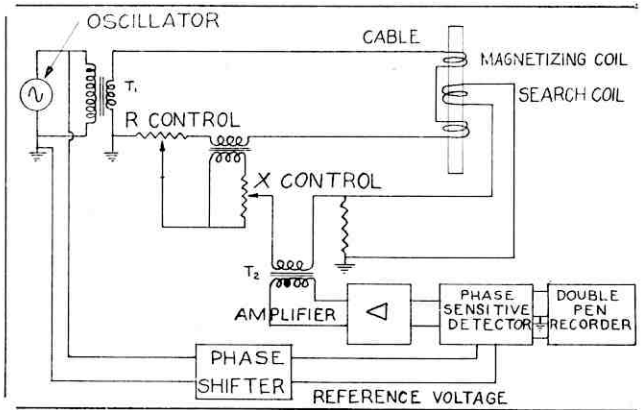 OSCILLATOR
CABLE
MAGNETIZING COIL
T₁
SEARCH COIL
R CONTROL
X CONTROL
T₂
AMPLIFIER
PHASE
SENSITIVE
DETECTOR
DOUBLE
PEN
RECORDER
PHASE
SHIFTER
REFERENCE VOLTAGE